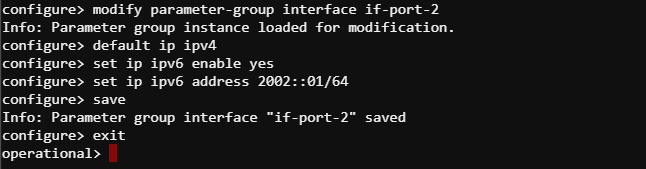 configure> modify parameter-group interface if-port-2
Info: Parameter group instance loaded for modification.
configure> default ip ipv4
configure> set ip ipv6 enable yes
configure> set ip ipv6 address 2002::01/64
configure> save
Info: Parameter group interface "if-port-2" saved
configure> exit
operational>